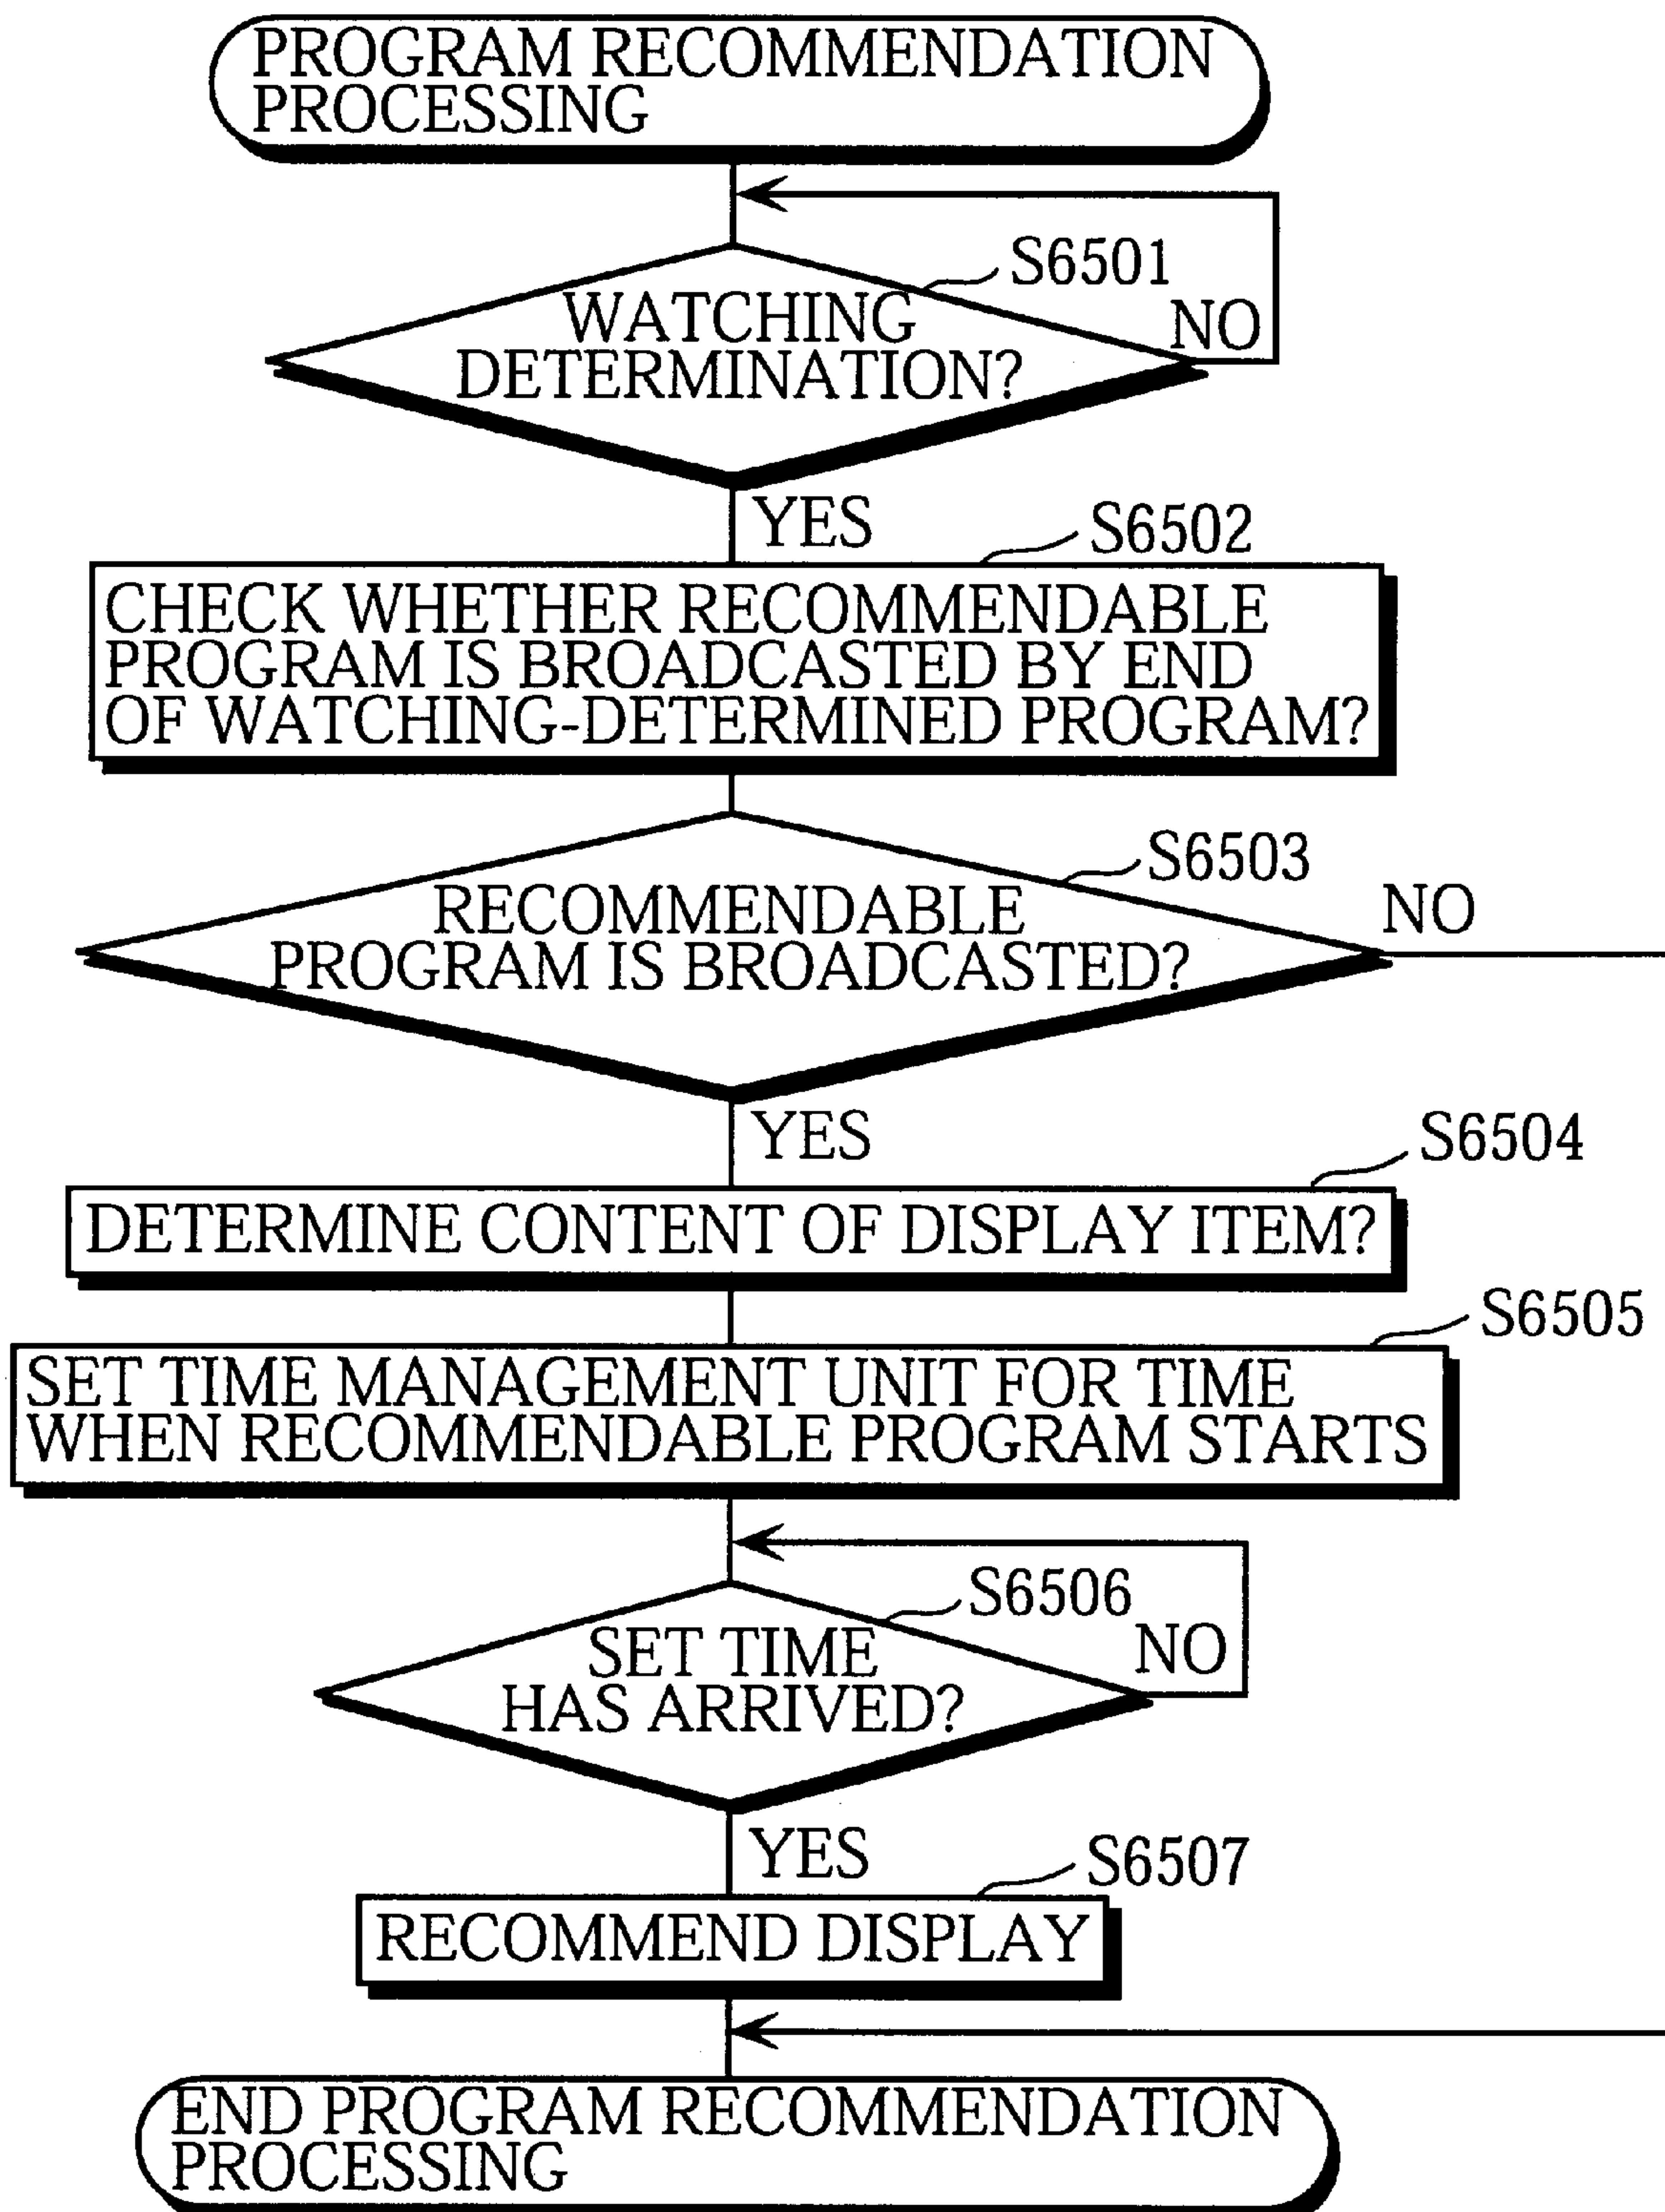 PROGRAM RECOMMENDATION
PROCESSING
S6501
NO
WATCHING
DETERMINATION?
YES
S6502
CHECK WHETHER RECOMMENDABLE
PROGRAM IS BROADCASTED BY END
OF WATCHING-DETERMINED PROGRAM?
S6503
NO
RECOMMENDABLE
PROGRAM IS BROADCASTED?
YES
S6504
DETERMINE CONTENT OF DISPLAY ITEM?
S6505
SET TIME MANAGEMENT UNIT FOR TIME
WHEN RECOMMENDABLE PROGRAM STARTS
S6506
NO
SET TIME
HAS ARRIVED?
YES
S6507
RECOMMEND DISPLAY
END PROGRAM RECOMMENDATION
PROCESSING